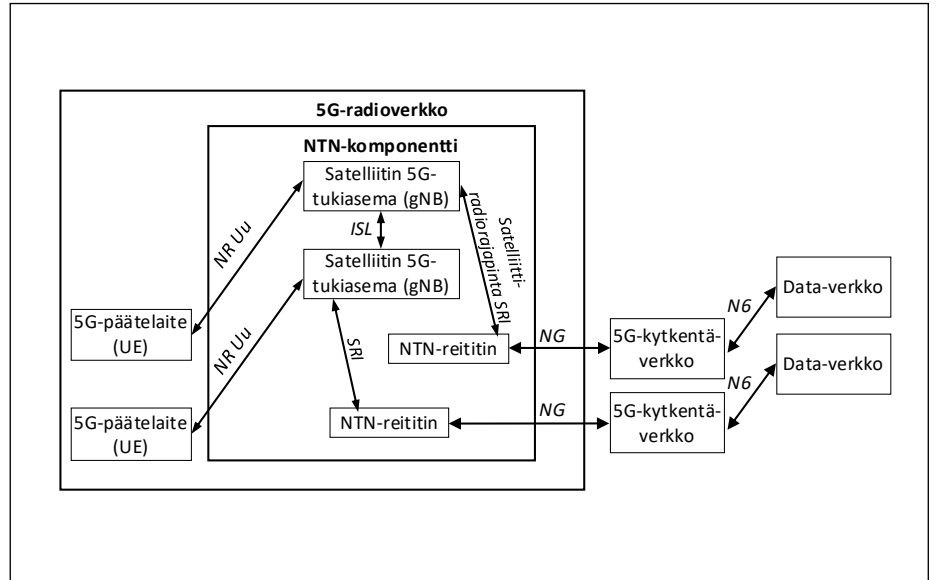 5G-radioverkko
NTN-komponentti
Satelliitin 5G-
tukiasema (gNB)
NR Uu
ISL
Satelliitti-
radiorajapinta SRI
Satelliitin 5G-
tukiasema (gNB)
NR Uu
SRI
5G-päätelaite
(UE)
NTN-reititin
NG
5G-kytkentä-
verkko
N6
Data-verkko
5G-päätelaite
(UE)
NTN-reititin
NG
5G-kytkentä-
verkko
N6
Data-verkko